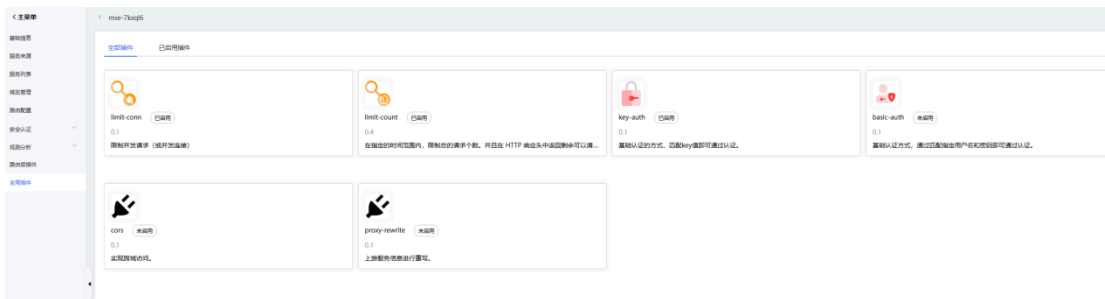 主菜单
mse-7kxcjl6
基础信息
服务来源
服务列表
域名管理
路由配置
安全认证
观测分析
路由级插件
全局插件
全部插件 已启用插件
limit-conn 已启用
0.1
限制并发请求（或并发连接）
limit-count 已启用
0.4
在指定的时间范围内，限制总的请求个数。并且在 HTTP 响应头中返回剩余可以请...
key-auth 已启用
0.1
基础认证的方式，匹配key值即可通过认证。
basic-auth 未启用
0.1
基础认证方式，通过匹配指定用户名和密码即可通过认证。
cors 未启用
0.1
实现跨域访问。
proxy-rewrite 未启用
0.1
上游服务信息进行重写。